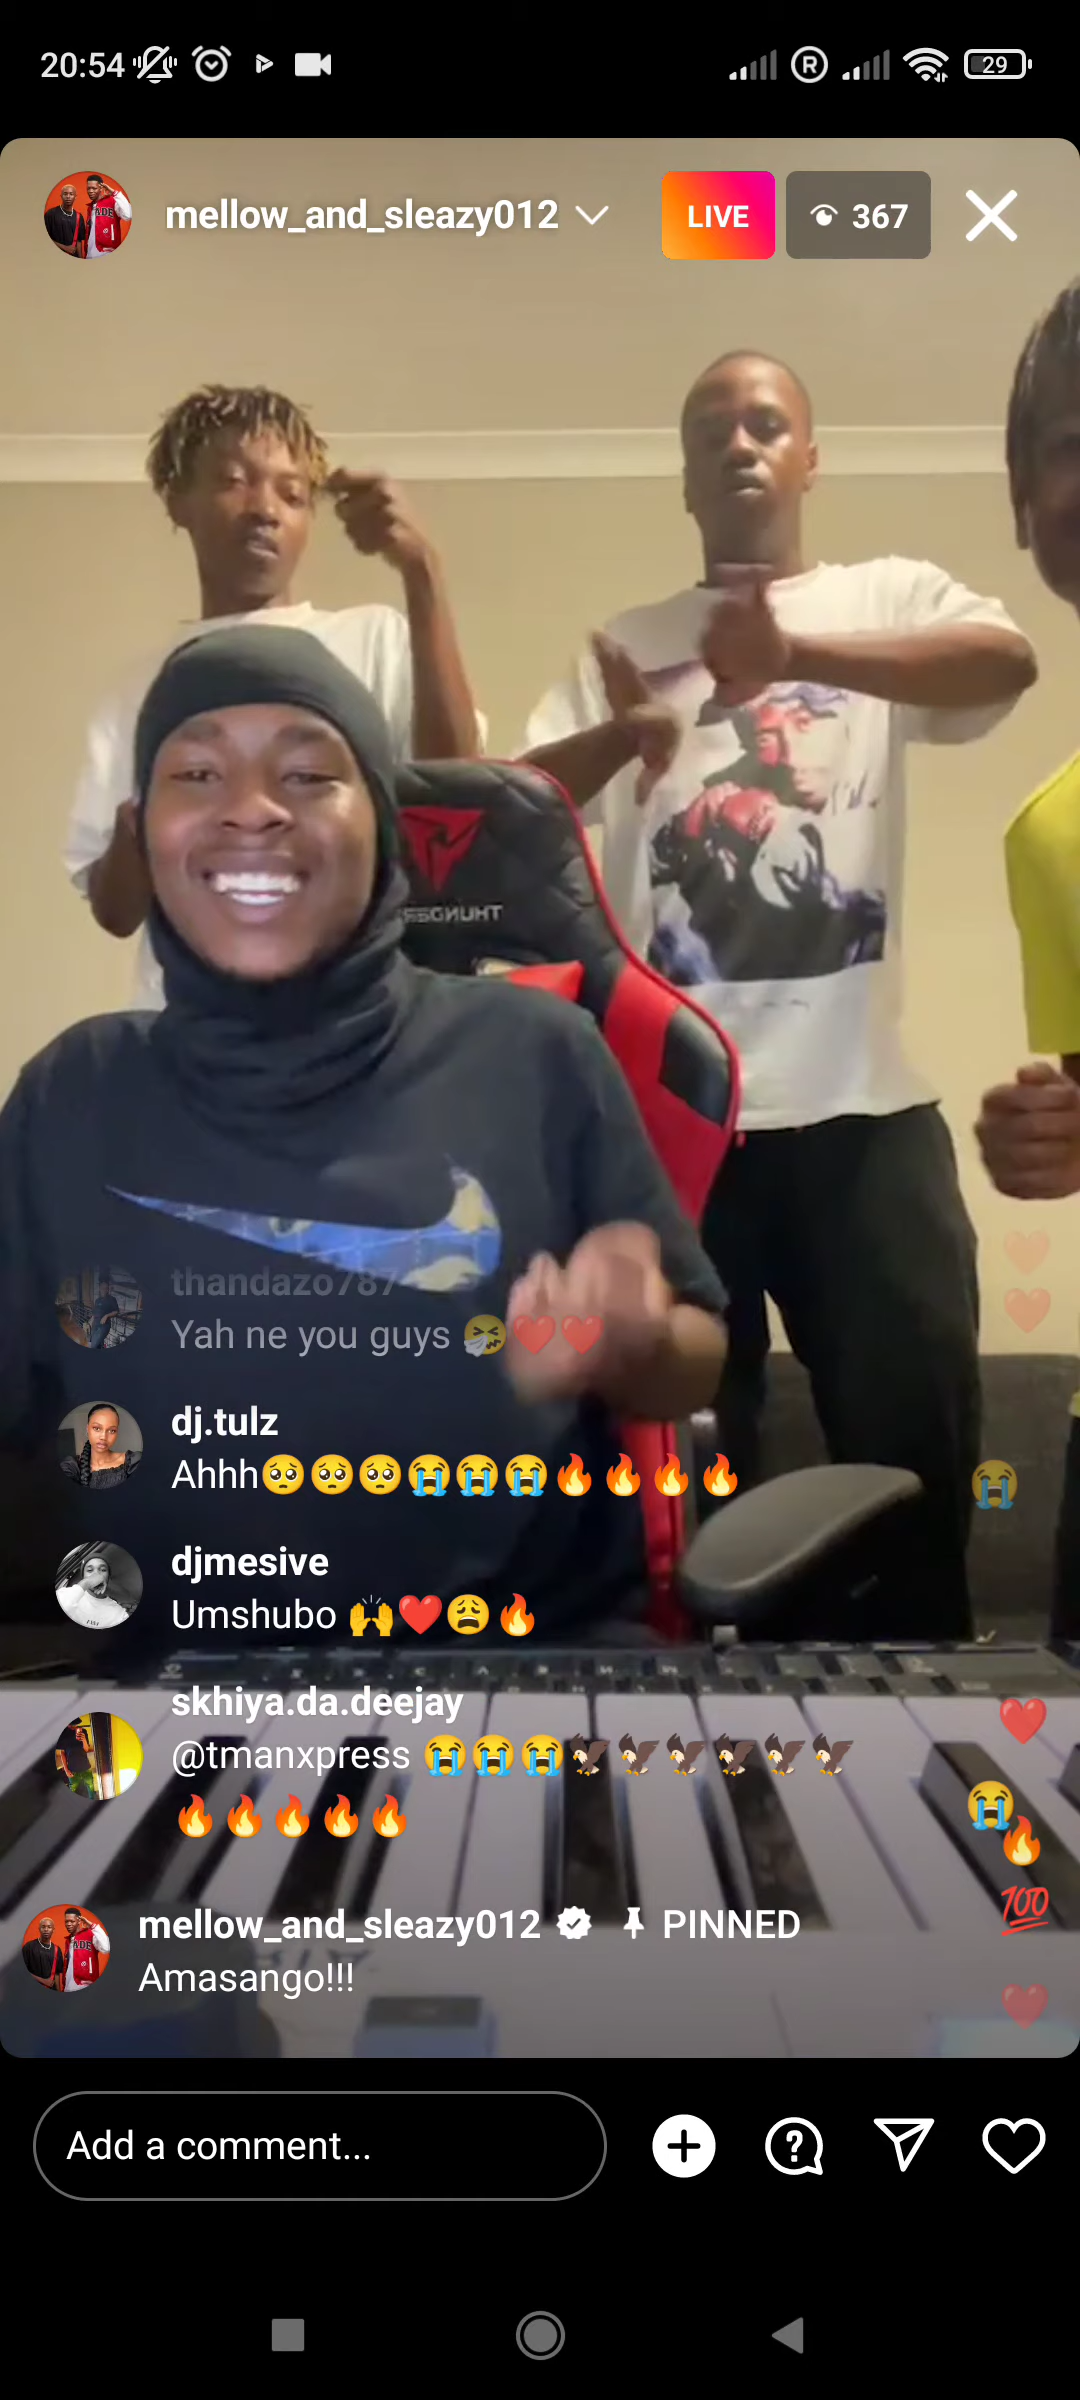 20:54
29
mellow_and_sleazy012
LIVE
367
thandazo787
Yah ne you guys 🤧❤️❤️
dj.tulz
Ahhh🥺🥺🥺😭😭😭🔥🔥🔥🔥
djmesive
Umshubo 🙌❤️😩🔥
skhiya.da.deejay
@tmanxpress 😭😭😭🦅🦅🦅🦅🦅🦅
🔥🔥🔥🔥🔥
mellow_and_sleazy012 PINNED
Amasango!!!
Add a comment...